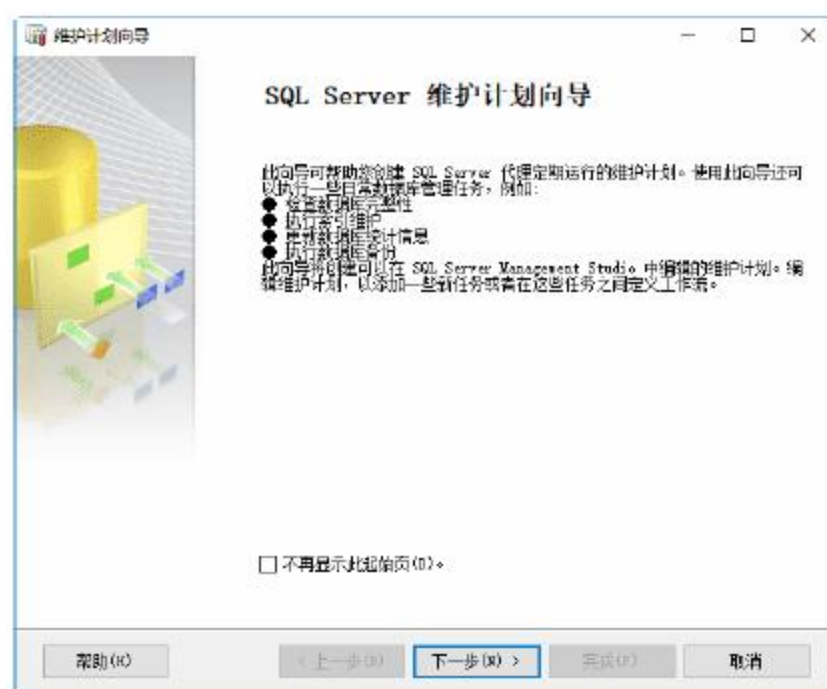 维护计划向导
SQL Server 维护计划向导
此向导可帮助您创建 SQL Server 代理定期运行的维护计划。使用此向导还可
以执行一些日常数据库管理任务，例如:
● 检查数据库完整性
● 执行索引维护
● 更新数据库统计信息
● 执行数据库备份
此向导将创建可以在 SQL Server Management Studio 中编辑的维护计划。编
辑维护计划，以添加一些新任务或者在这些任务之间定义工作流。
不再显示此起始页(D)。
帮助(H)
< 上一步(B)
下一步(N) >
完成(F)
取消